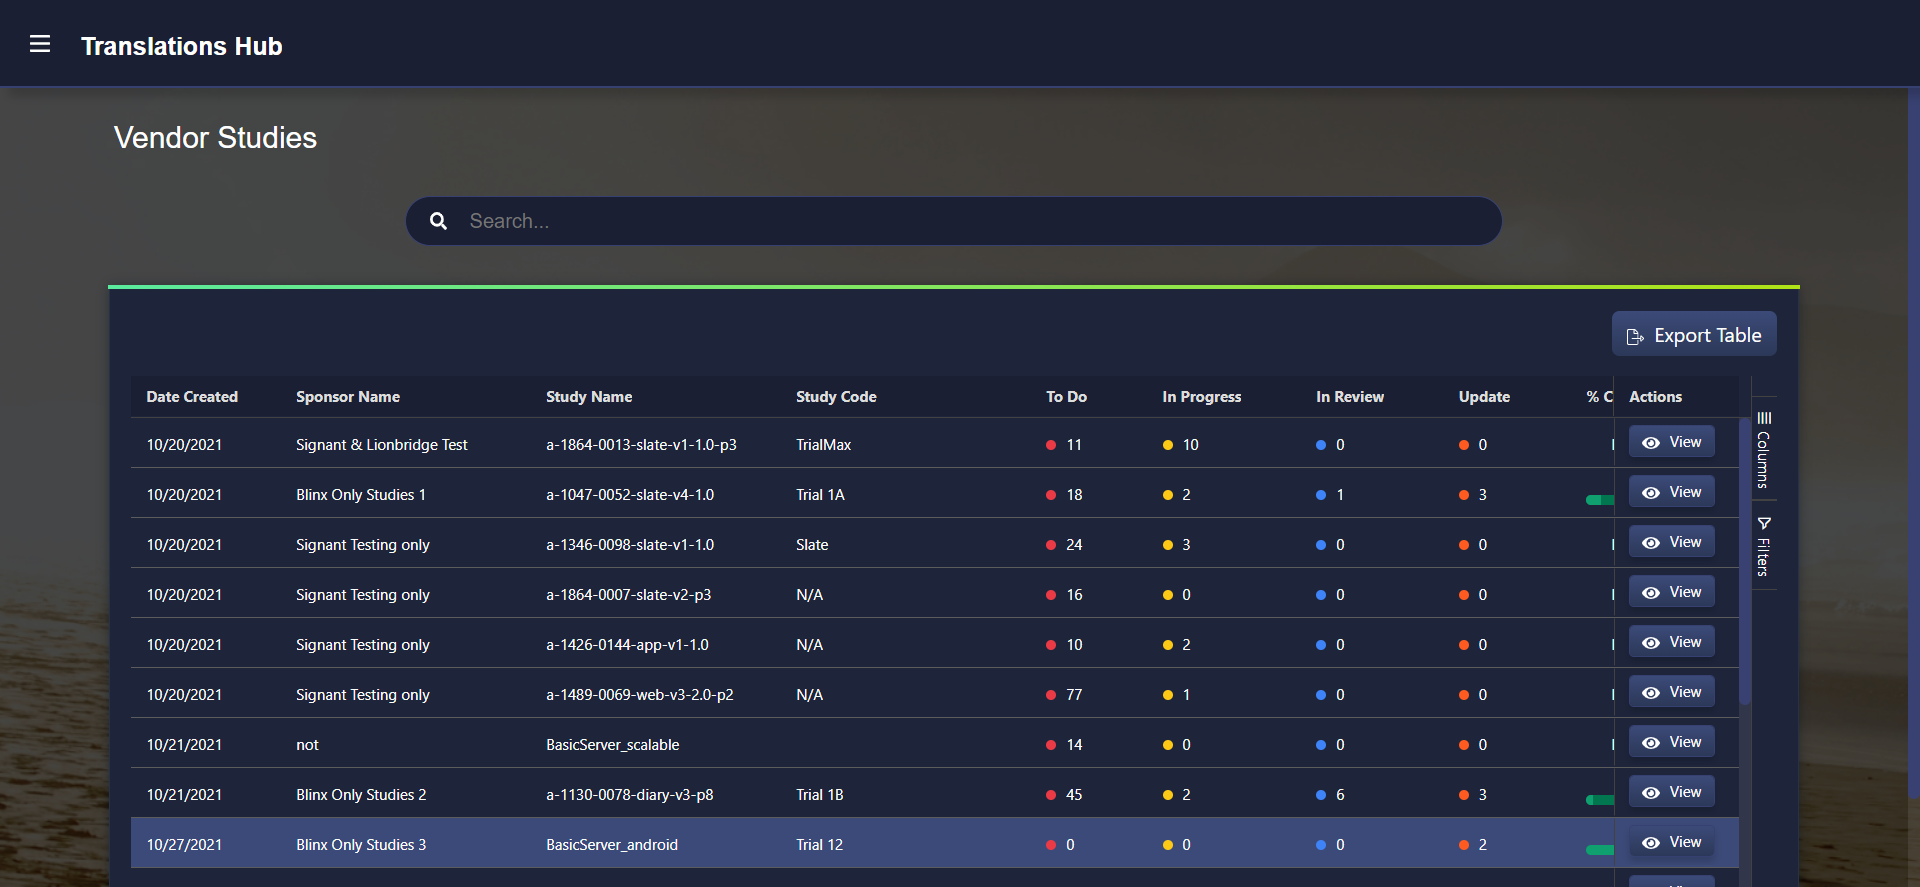 Translations Hub
Vendor Studies
Search...
Export Table
Date Created Sponsor Name Study Name Study Code To Do In Progress In Review Update % C Actions
10/20/2021 Signant & Lionbridge Test a-1864-0013-slate-v1-1.0-p3 TrialMax 11 10 0 0 View
10/20/2021 Blinx Only Studies 1 a-1047-0052-slate-v4-1.0 Trial 1A 18 2 1 3 View
10/20/2021 Signant Testing only a-1346-0098-slate-v1-1.0 Slate 24 3 0 0 View
10/20/2021 Signant Testing only a-1864-0007-slate-v2-p3 N/A 16 0 0 0 View
10/20/2021 Signant Testing only a-1426-0144-app-v1-1.0 N/A 10 2 0 0 View
10/20/2021 Signant Testing only a-1489-0069-web-v3-2.0-p2 N/A 77 1 0 0 View
10/21/2021 not BasicServer_scalable 14 0 0 0 View
10/21/2021 Blinx Only Studies 2 a-1130-0078-diary-v3-p8 Trial 1B 45 2 6 3 View
10/27/2021 Blinx Only Studies 3 BasicServer_android Trial 12 0 0 0 2 View
Columns
Filters